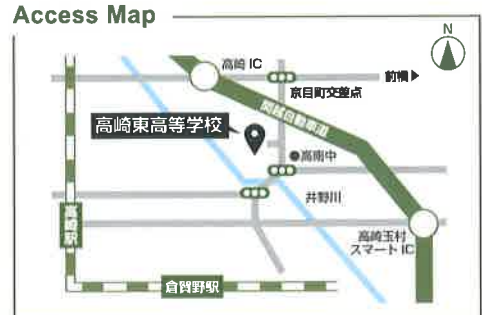 Access Map
N
高崎 IC
前橋▶
京目町交差点
関越自動車道
高崎東高等学校
●高南中
井野川
高崎駅
高崎玉村
スマート IC
倉賀野駅